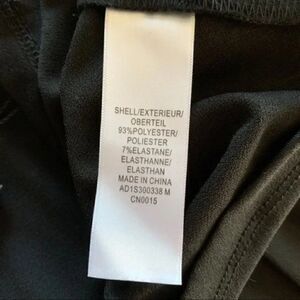 SHELL/EXTERIEUR/
OBERTEIL
93%POLYESTER/
POLIESTER
7%ELASTANE/
ELASTHANNE/
ELASTHAN
MADE IN CHINA
AD1S300338 M
CN0015